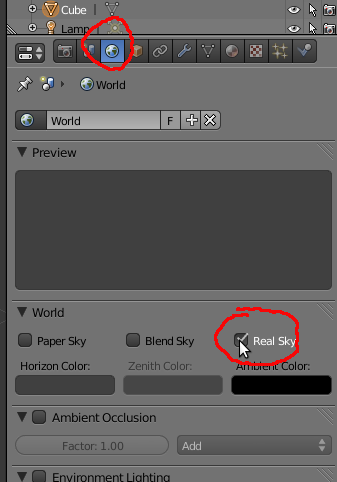 Cube
Lamp
World
World F
Preview
World
Paper Sky Blend Sky Real Sky
Horizon Color: Zenith Color: Ambient Color:
Ambient Occlusion
Factor: 1.00 Add
Environment Lighting